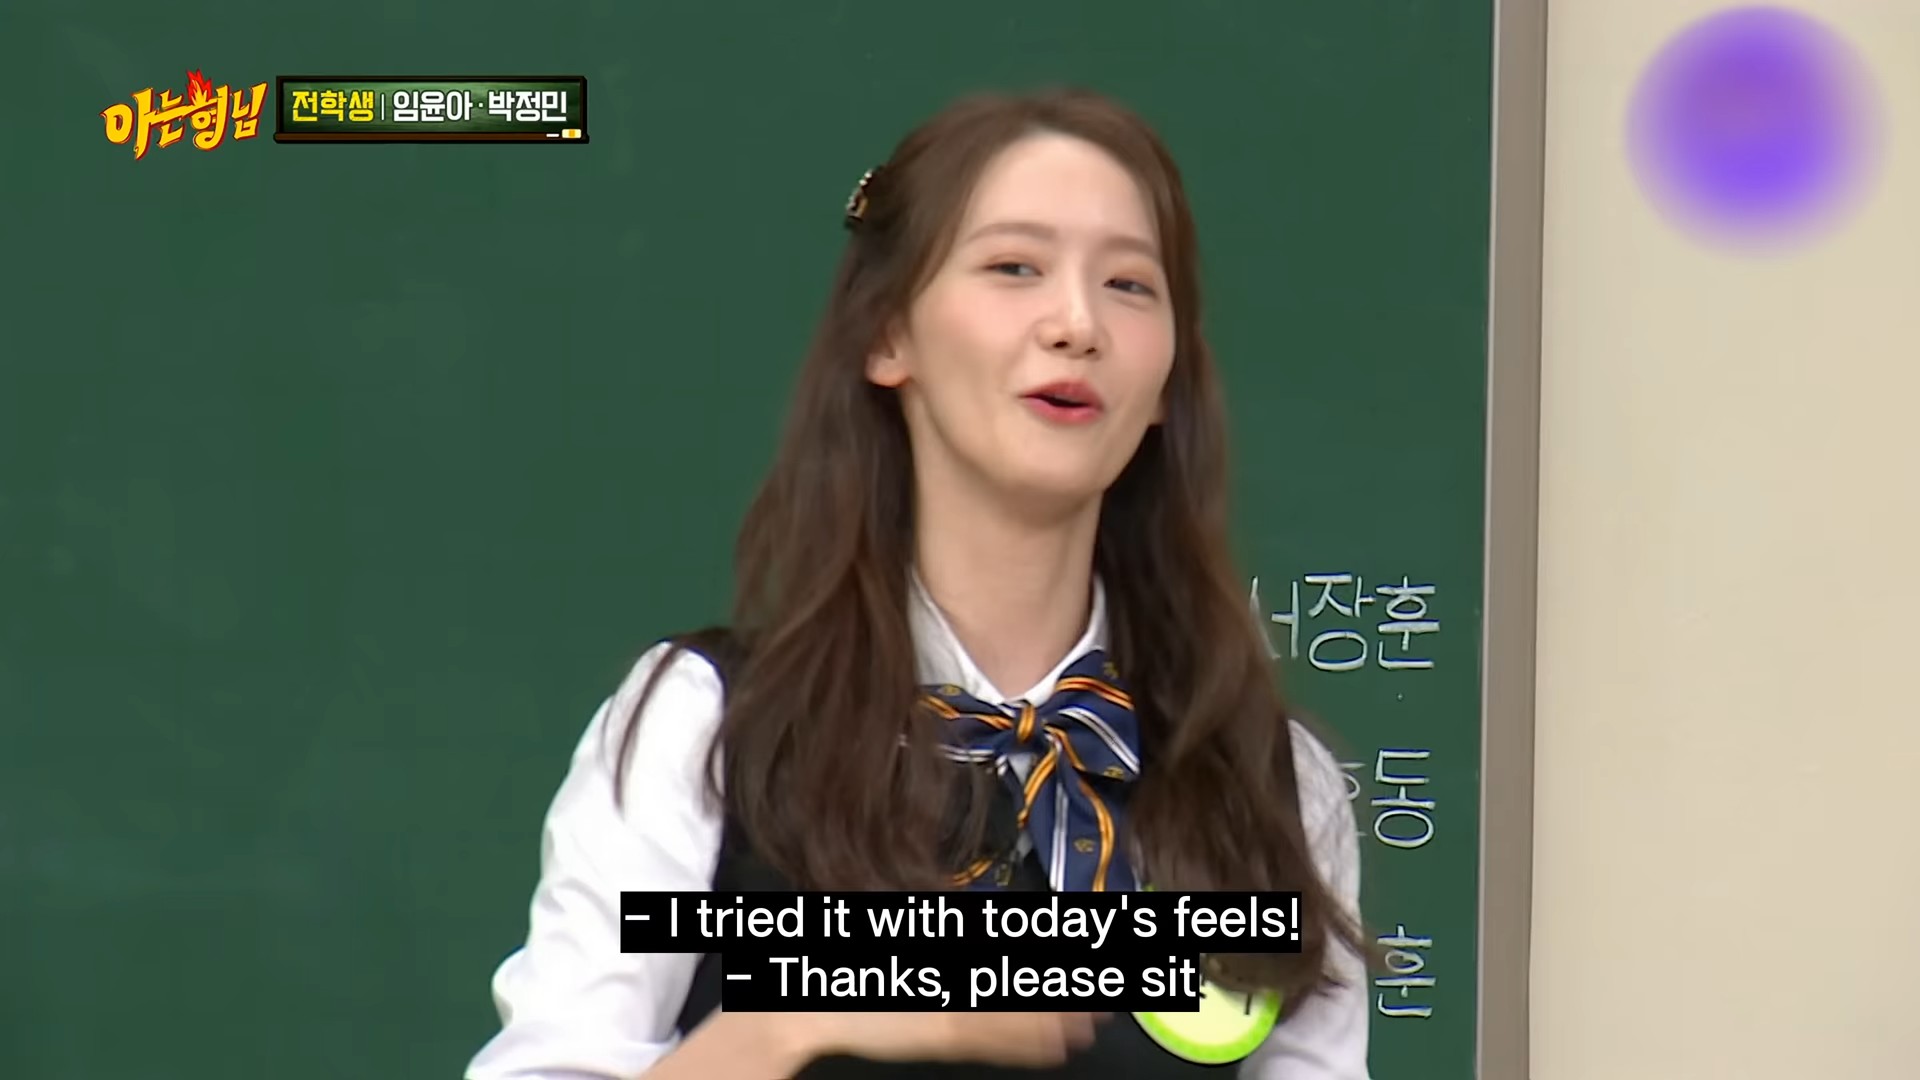 아는형님
전학생 | 임윤아·박정민
서장훈
동
훈
- I tried it with today's feels!
- Thanks, please sit